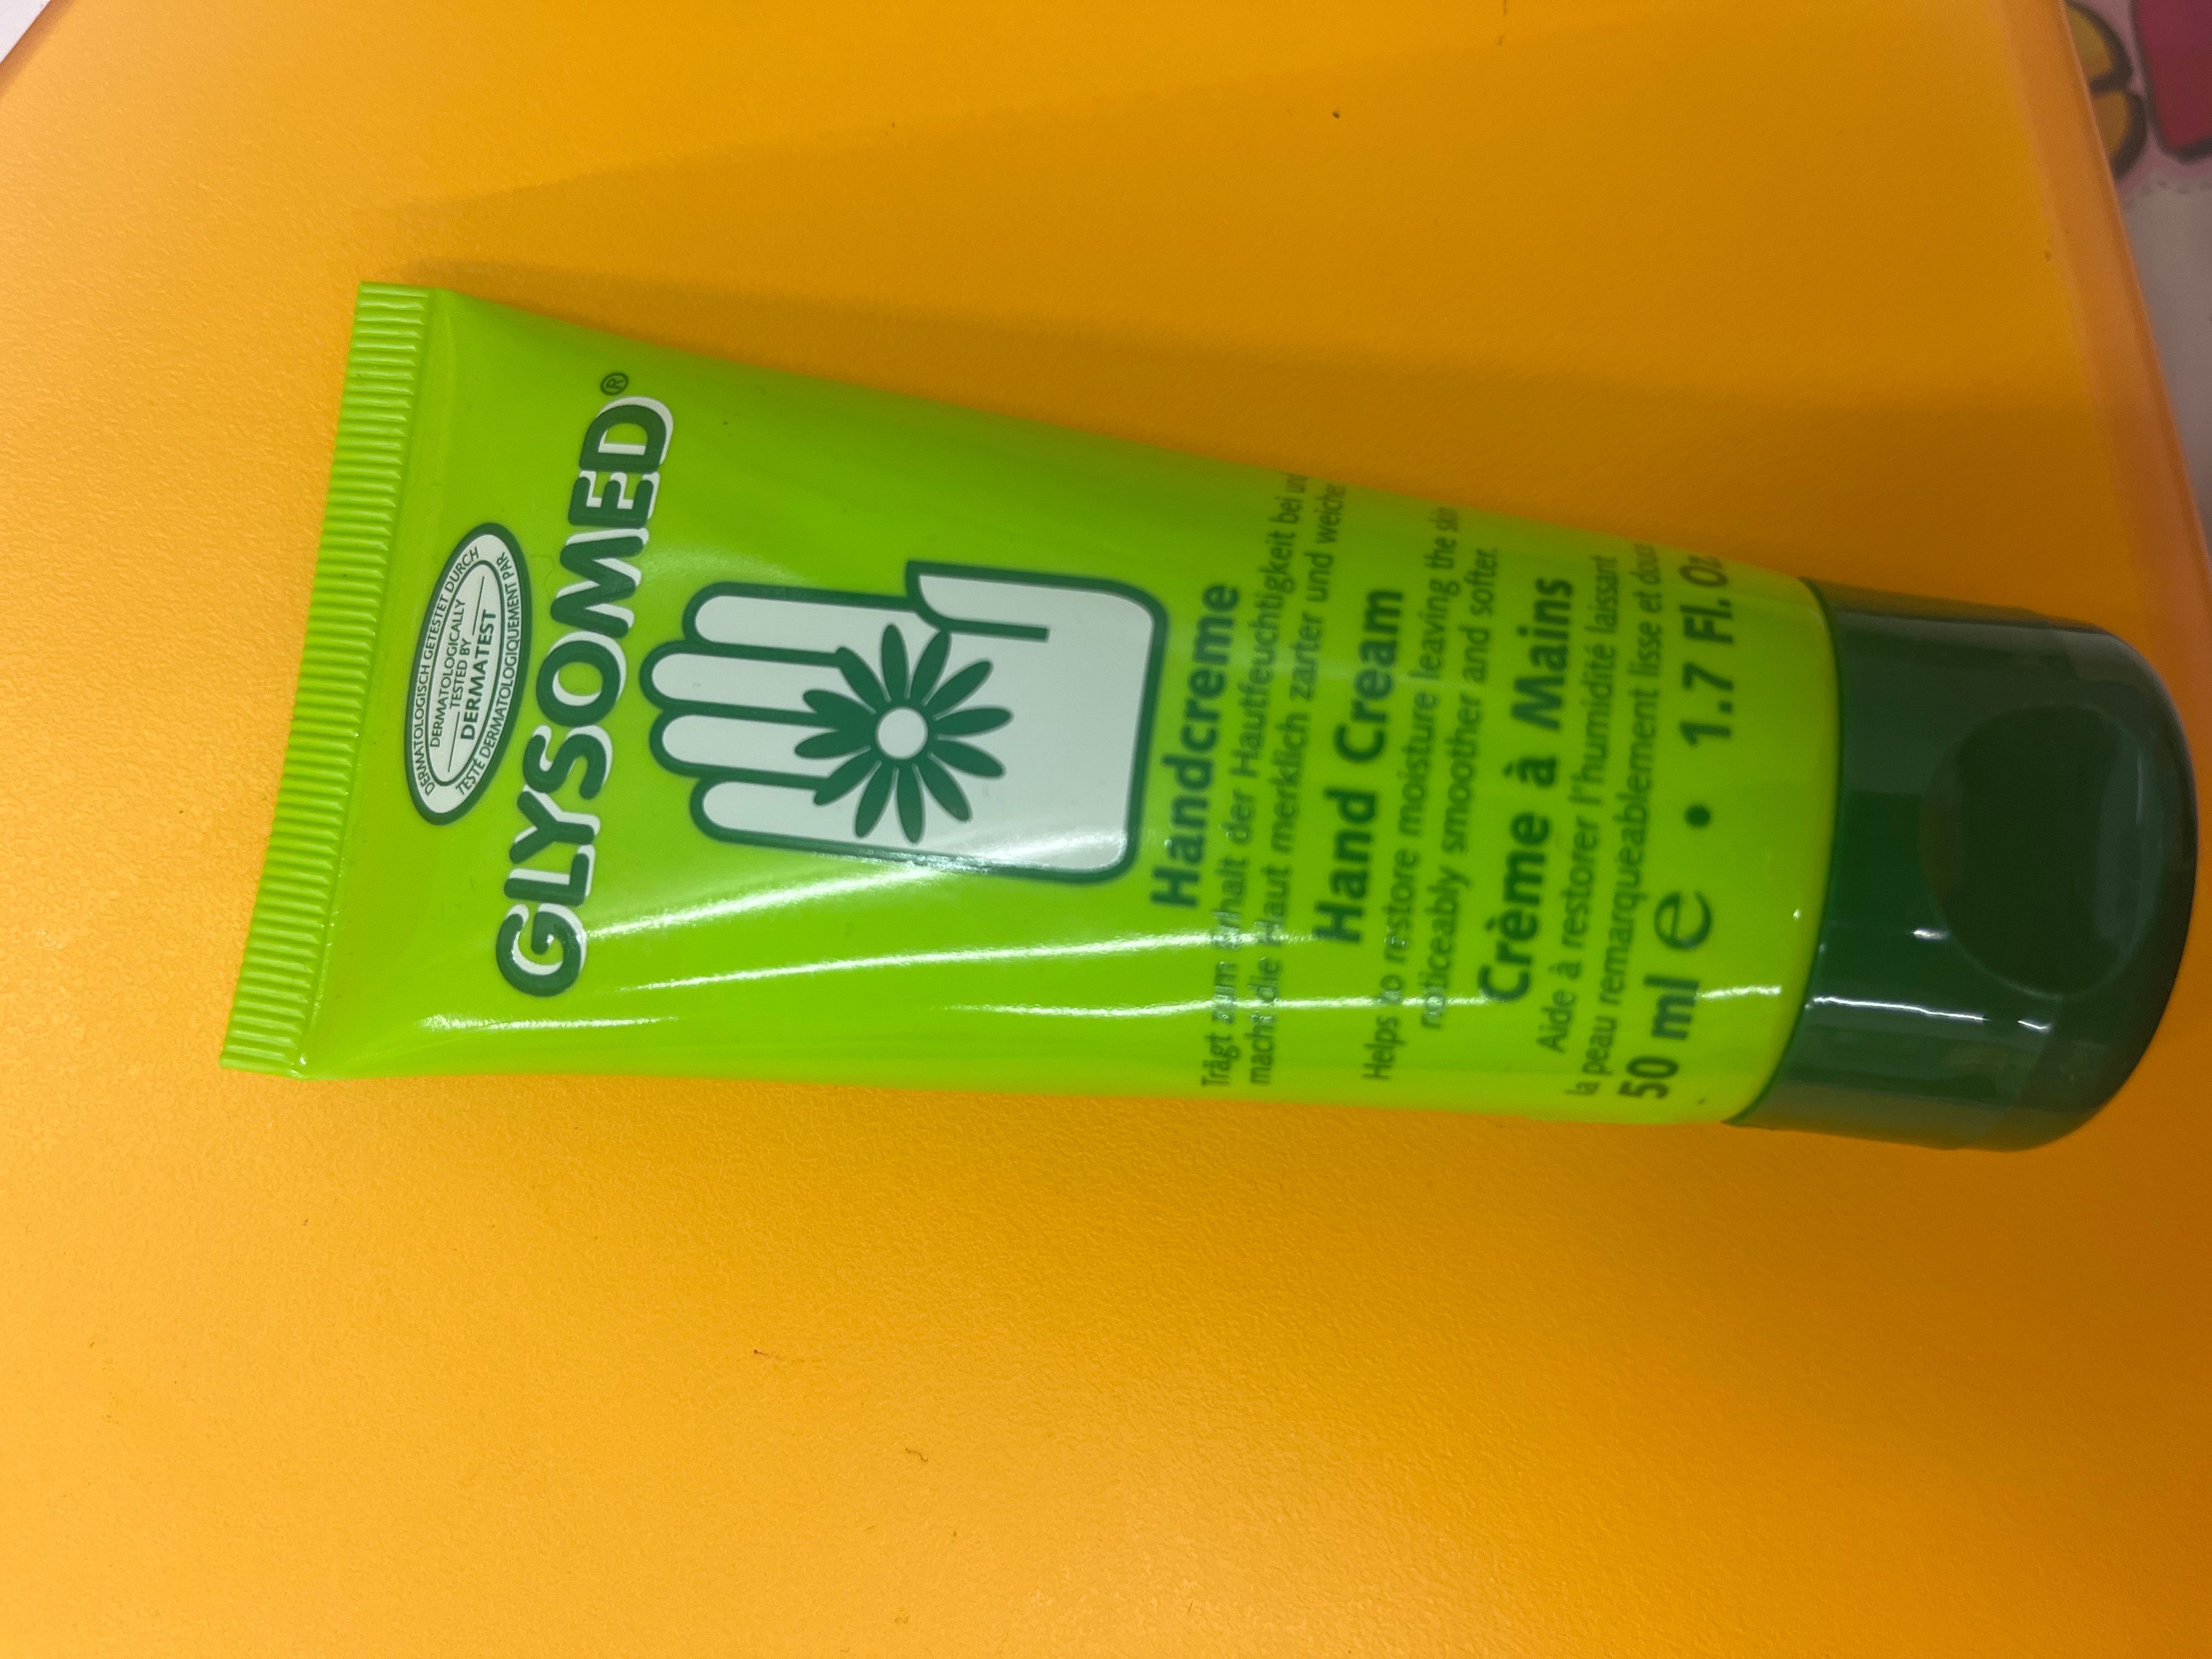 DERMATOLOGISCH GETESTET DURCH
DERMATOLOGICALLY
TESTED BY
DERMATEST
TESTÉ DERMATOLOGIQUEMENT PAR
GLYSOMED®
Handcreme
Trägt zum Erhalt der Hautfeuchtigkeit bei
macht die Haut merklich zarter und weicher
Hand Cream
Helps to restore moisture leaving the skin
noticeably smoother and softer.
Crème à Mains
Aide à restorer l'humidité laissant
la peau remarqueablement lisse et douce
50 ml e • 1.7 Fl. Oz